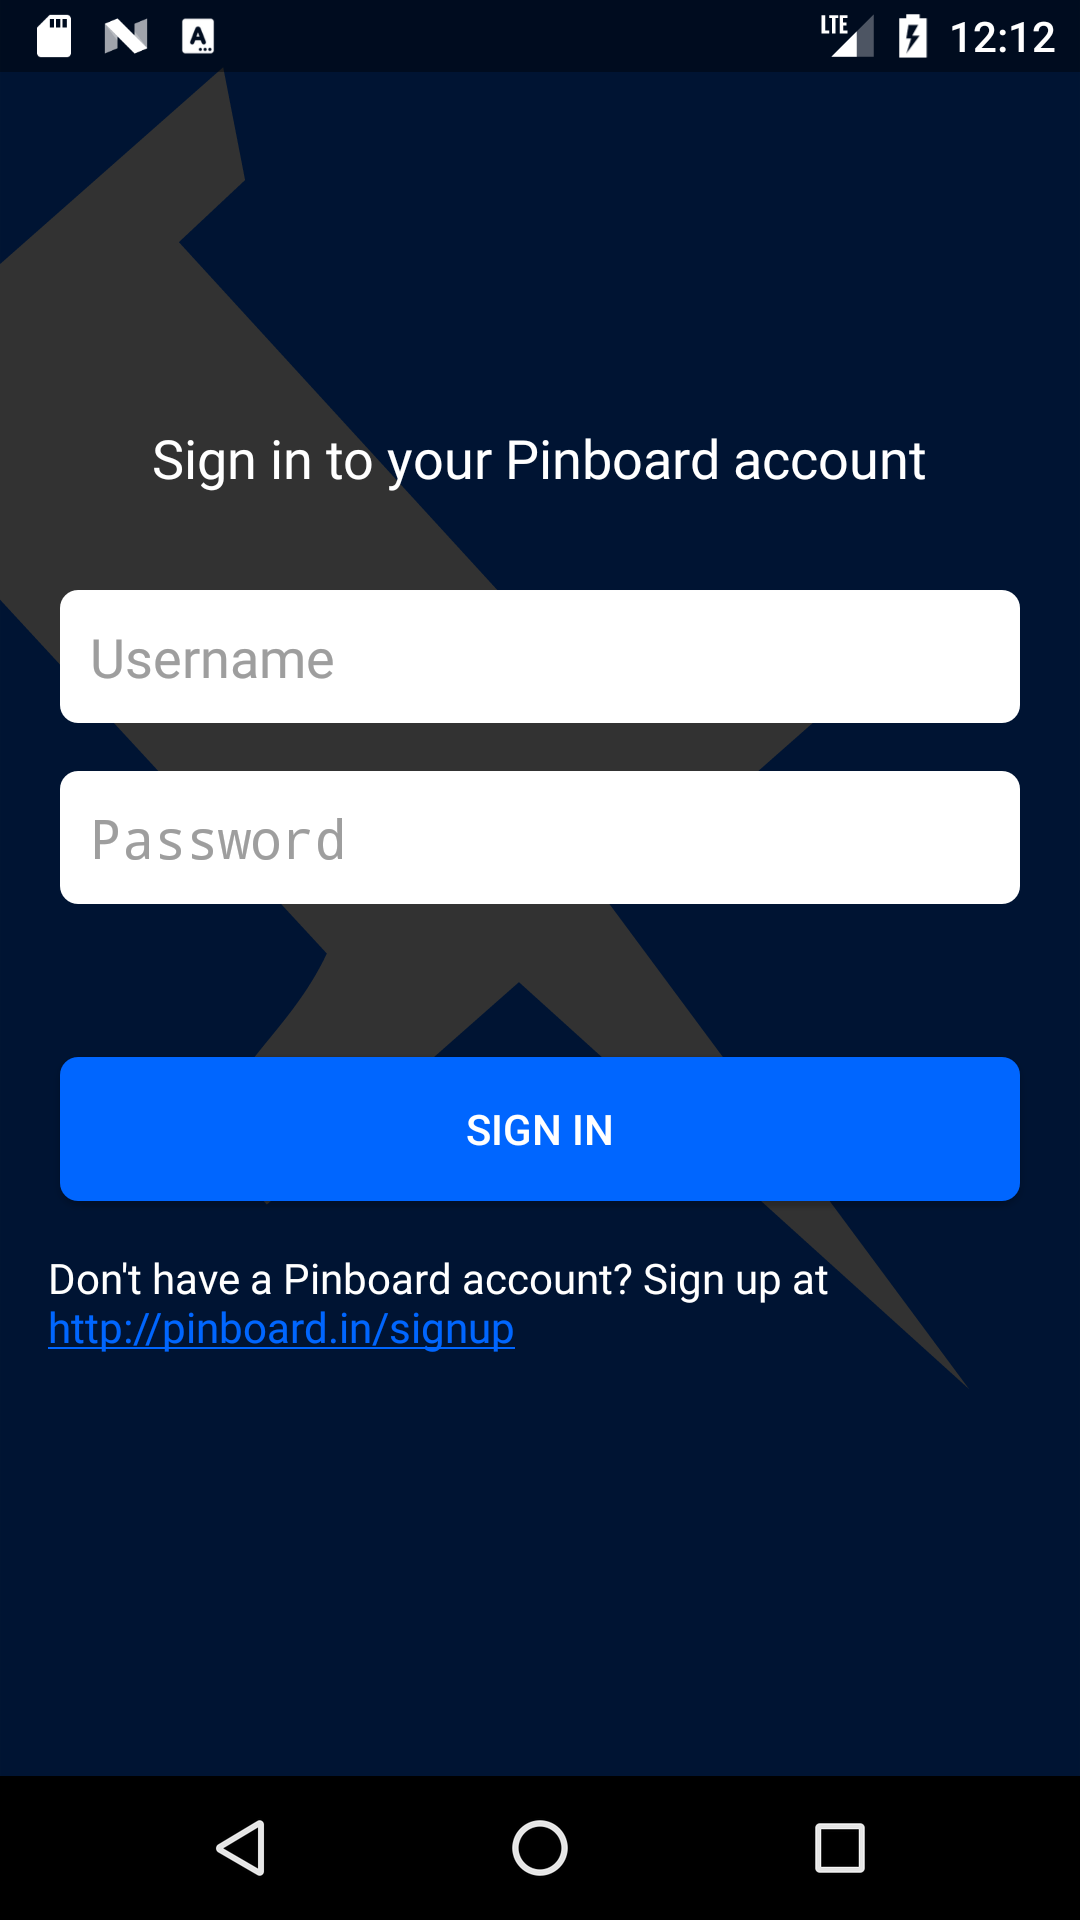 LTE 12:12
Sign in to your Pinboard account
Username
Password
SIGN IN
Don't have a Pinboard account? Sign up at
http://pinboard.in/signup